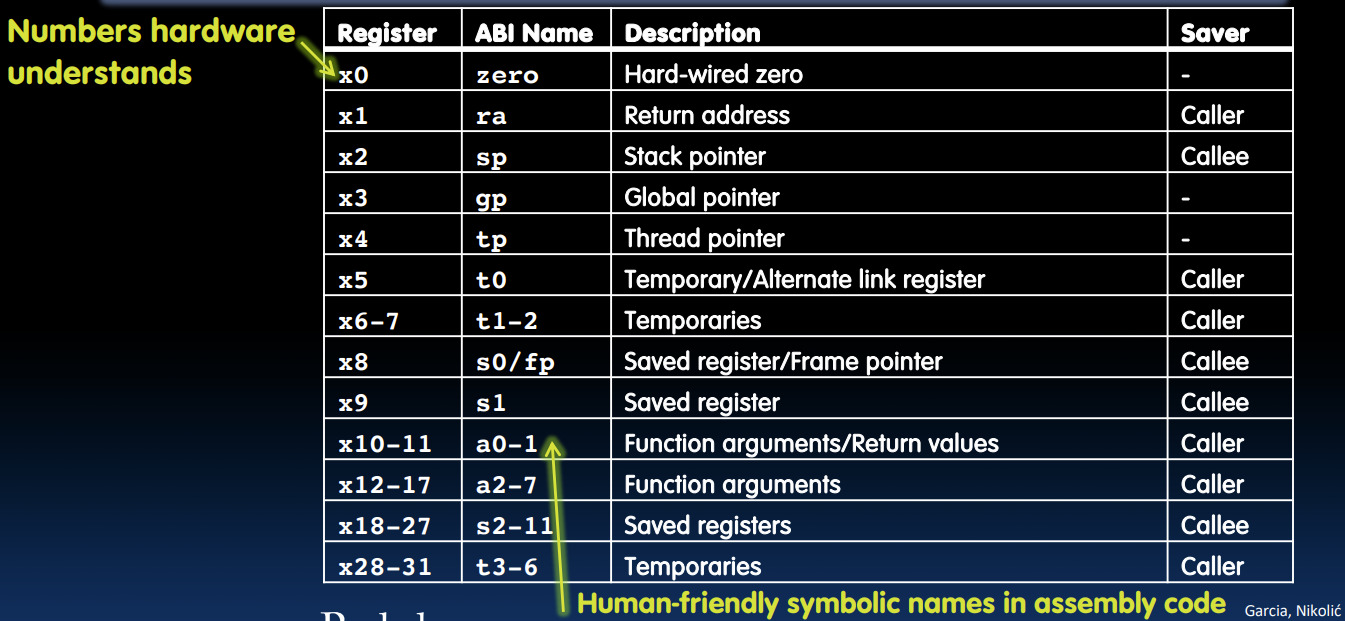 Numbers hardware
understands
Register ABI Name Description Saver
x0 zero Hard-wired zero -
x1 ra Return address Caller
x2 sp Stack pointer Callee
x3 gp Global pointer -
x4 tp Thread pointer -
x5 t0 Temporary/Alternate link register Caller
x6-7 t1-2 Temporaries Caller
x8 s0/fp Saved register/Frame pointer Callee
x9 s1 Saved register Callee
x10-11 a0-1 Function arguments/Return values Caller
x12-17 a2-7 Function arguments Caller
x18-27 s2-11 Saved registers Callee
x28-31 t3-6 Temporaries Caller
Human-friendly symbolic names in assembly code
Garcia, Nikolić